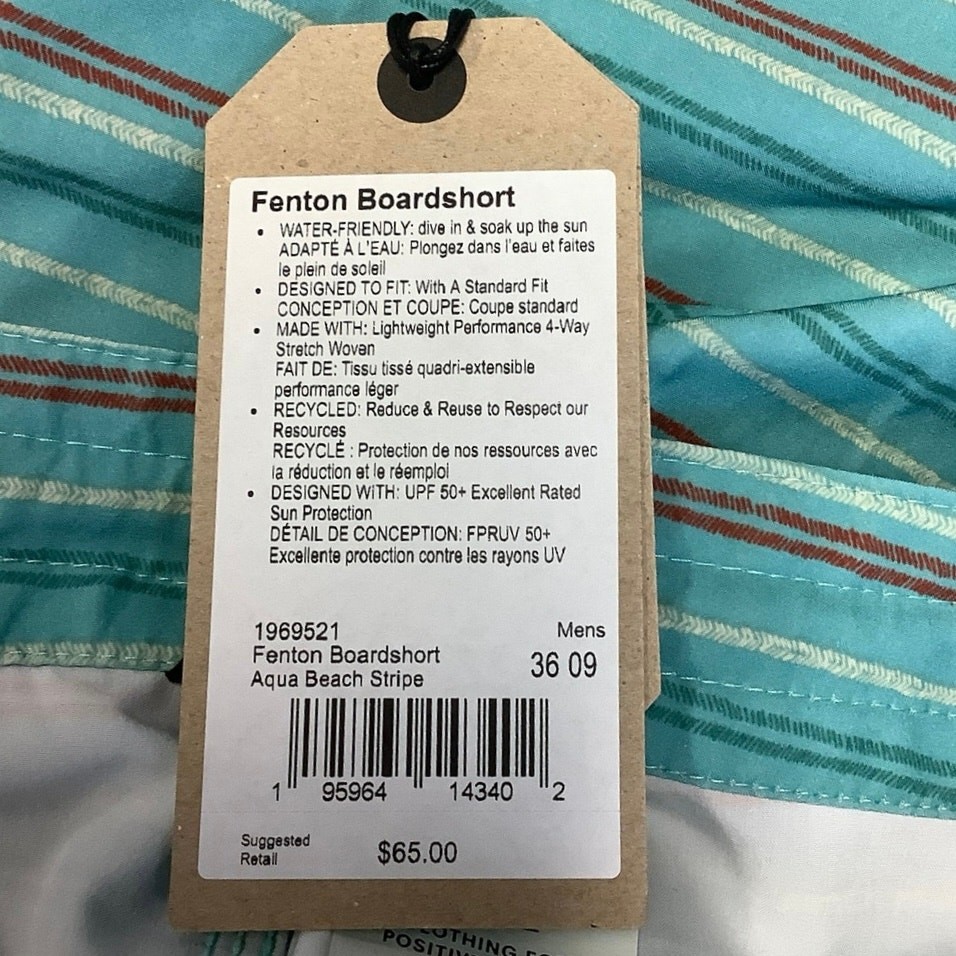 Fenton Boardshort
• WATER-FRIENDLY: dive in & soak up the sun
ADAPTÉ À L'EAU: Plongez dans l'eau et faites
le plein de soleil
• DESIGNED TO FIT: With A Standard Fit
CONCEPTION ET COUPE: Coupe standard
• MADE WITH: Lightweight Performance 4-Way
Stretch Woven
FAIT DE: Tissu tissé quadri-extensible
performance léger
• RECYCLED: Reduce & Reuse to Respect our
Resources
RECYCLÉ : Protection de nos ressources avec
la réduction et le réemploi
• DESIGNED WITH: UPF 50+ Excellent Rated
Sun Protection
DÉTAIL DE CONCEPTION: FPRUV 50+
Excellente protection contre les rayons UV
1969521 Mens
Fenton Boardshort 36 09
Aqua Beach Stripe
1 95964 14340 2
Suggested
Retail $65.00